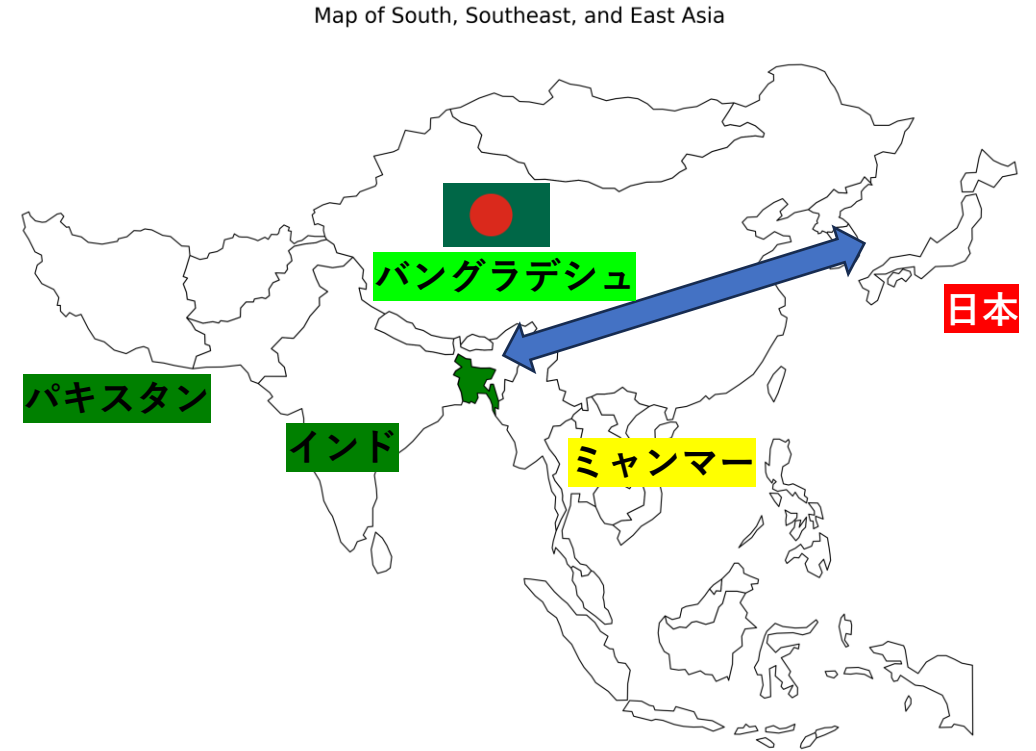 Map of South, Southeast, and East Asia
バングラデシュ
日本
パキスタン
インド
ミャンマー